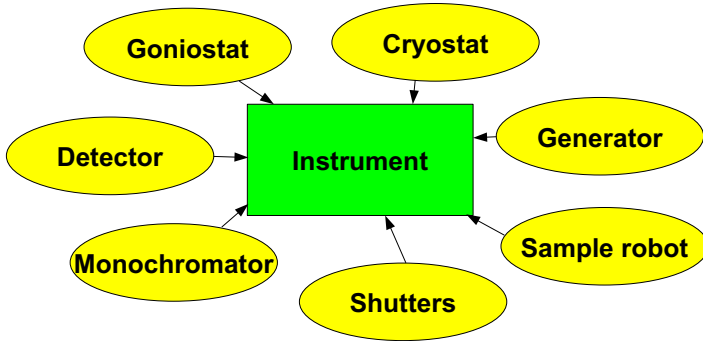 Goniostat
Cryostat
Detector
Instrument
Generator
Monochromator
Sample robot
Shutters